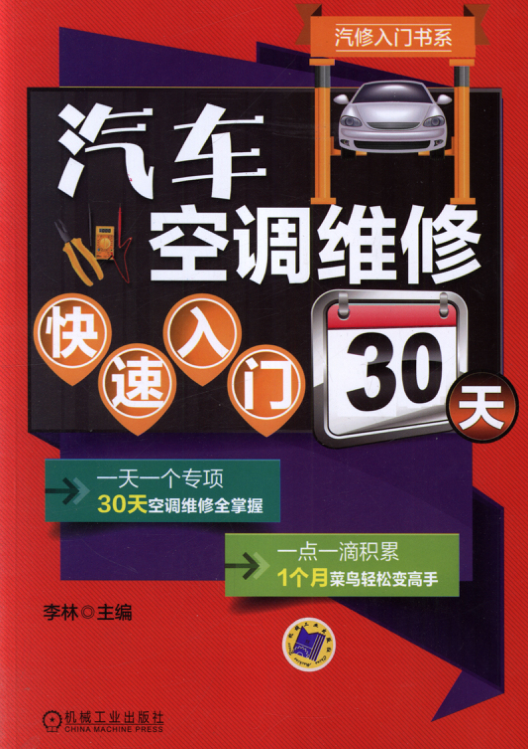 汽修入门书系
汽车
空调维修
快速入门
30天
一天一个专项
30天空调维修全掌握
一点一滴积累
1个月菜鸟轻松变高手
李林◎主编
机械工业出版社
CHINA MACHINE PRESS